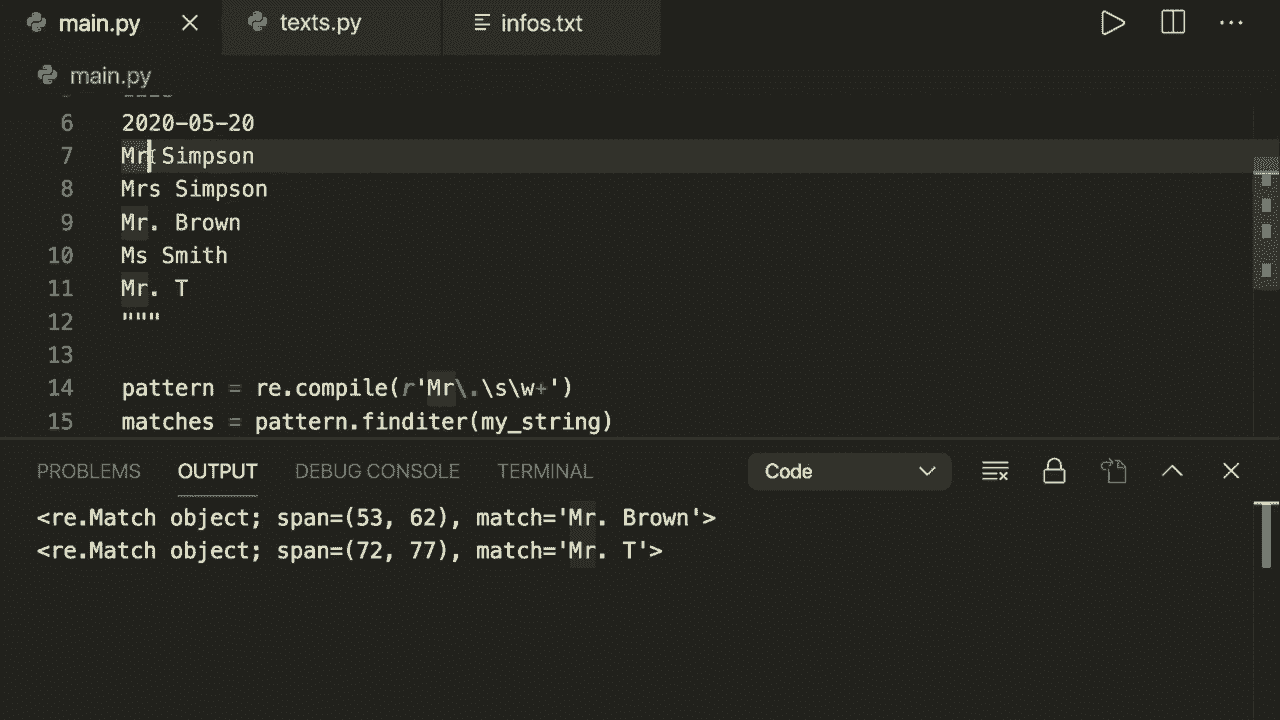 main.py
texts.py
infos.txt
main.py
6 2020-05-20
7 Mr Simpson
8 Mrs Simpson
9 Mr. Brown
10 Ms Smith
11 Mr. T
12 """
13
14 pattern = re.compile(r'Mr\.\s\w+')
15 matches = pattern.finditer(my_string)
PROBLEMS OUTPUT DEBUG CONSOLE TERMINAL Code
<re.Match object; span=(53, 62), match='Mr. Brown'>
<re.Match object; span=(72, 77), match='Mr. T'>